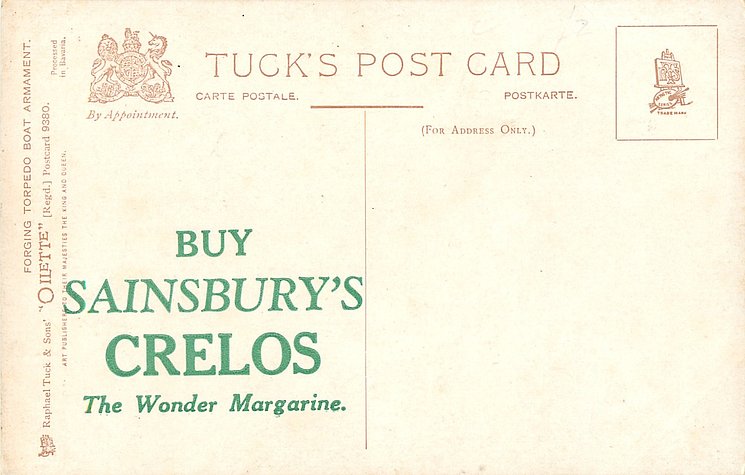 TUCK'S POST CARD
CARTE POSTALE.
POSTKARTE.
By Appointment.
(FOR ADDRESS ONLY.)
TRADE MARK
FORGING TORPEDO BOAT ARMAMENT.
Processed
in Bavaria.
Raphael Tuck & Sons' "OILETTE" [Regd.] Postcard 9380.
ART PUBLISHERS TO THEIR MAJESTIES THE KING AND QUEEN.
BUY
SAINSBURY'S
CRELOS
The Wonder Margarine.